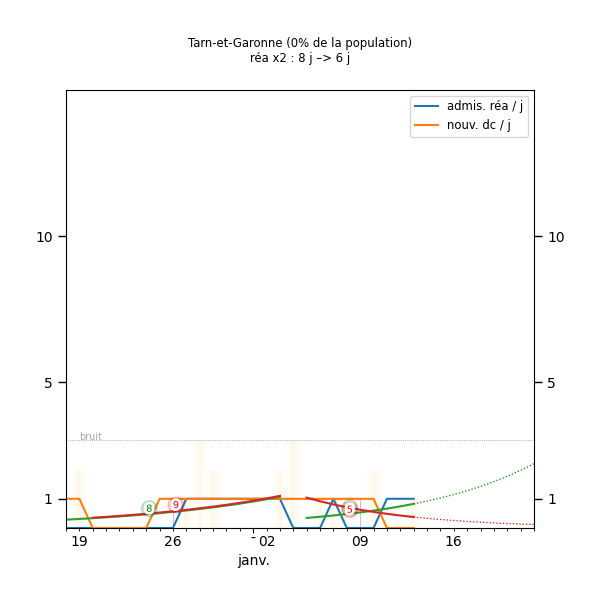 Tarn-et-Garonne (0% de la population)
réa x2 : 8 j –> 6 j
admis. réa / j
nouv. dc / j
10
10
5
5
bruit
8
9
5
1
1
19
26
02
09
16
janv.